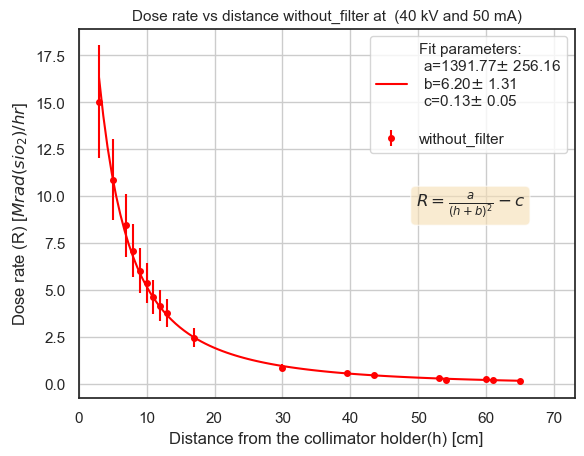 Dose rate vs distance without_filter at  (40 kV and 50 mA)
Fit parameters:
a=1391.77± 256.16
b=6.20± 1.31
c=0.13± 0.05
without_filter
R = a/(h + b)² − c
Dose rate (R) [Mrad(sio₂)/hr]
17.5
15.0
12.5
10.0
7.5
5.0
2.5
0.0
0 10 20 30 40 50 60 70
Distance from the collimator holder(h) [cm]